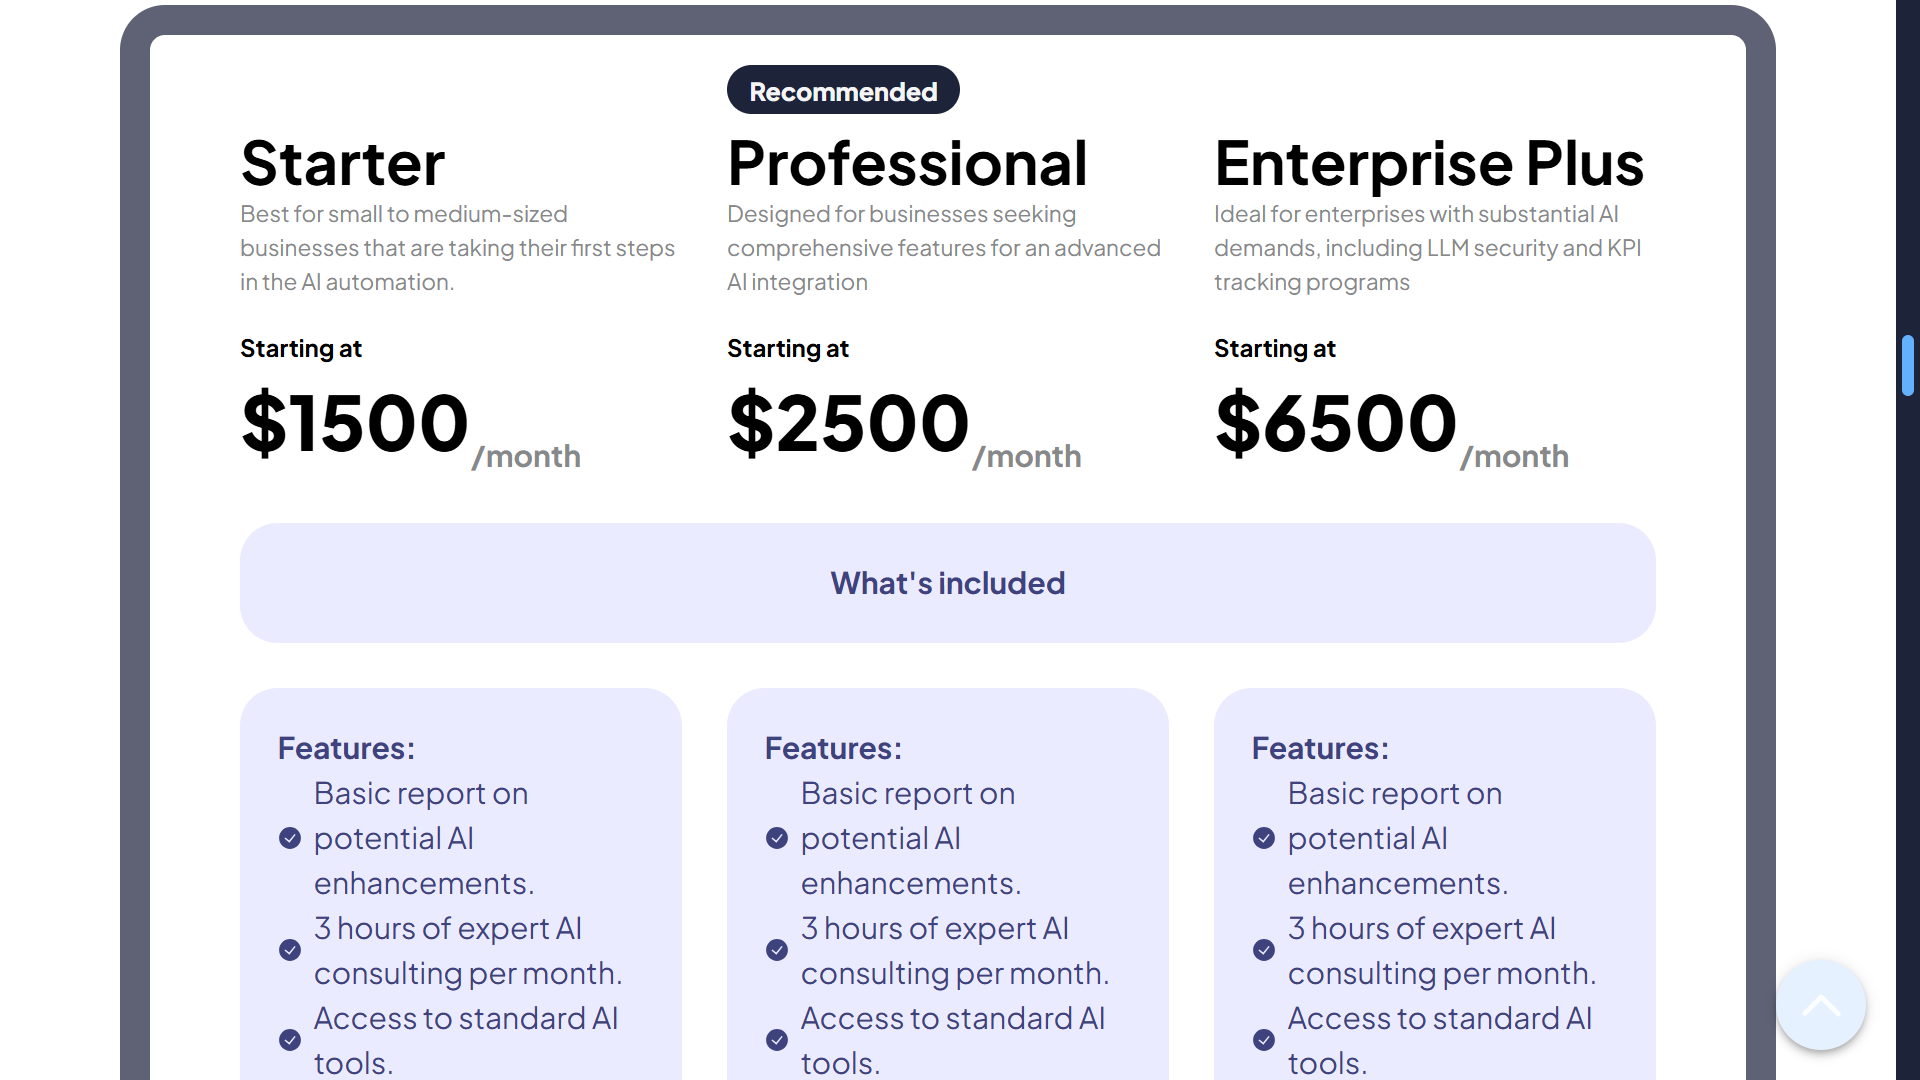 Starter
Best for small to medium-sized
businesses that are taking their first steps
in the AI automation.
Starting at
$1500/month
Recommended
Professional
Designed for businesses seeking
comprehensive features for an advanced
AI integration
Starting at
$2500/month
Enterprise Plus
Ideal for enterprises with substantial AI
demands, including LLM security and KPI
tracking programs
Starting at
$6500/month
What's included
Features:
Basic report on
potential AI
enhancements.
3 hours of expert AI
consulting per month.
Access to standard AI
tools.
Features:
Basic report on
potential AI
enhancements.
3 hours of expert AI
consulting per month.
Access to standard AI
tools.
Features:
Basic report on
potential AI
enhancements.
3 hours of expert AI
consulting per month.
Access to standard AI
tools.